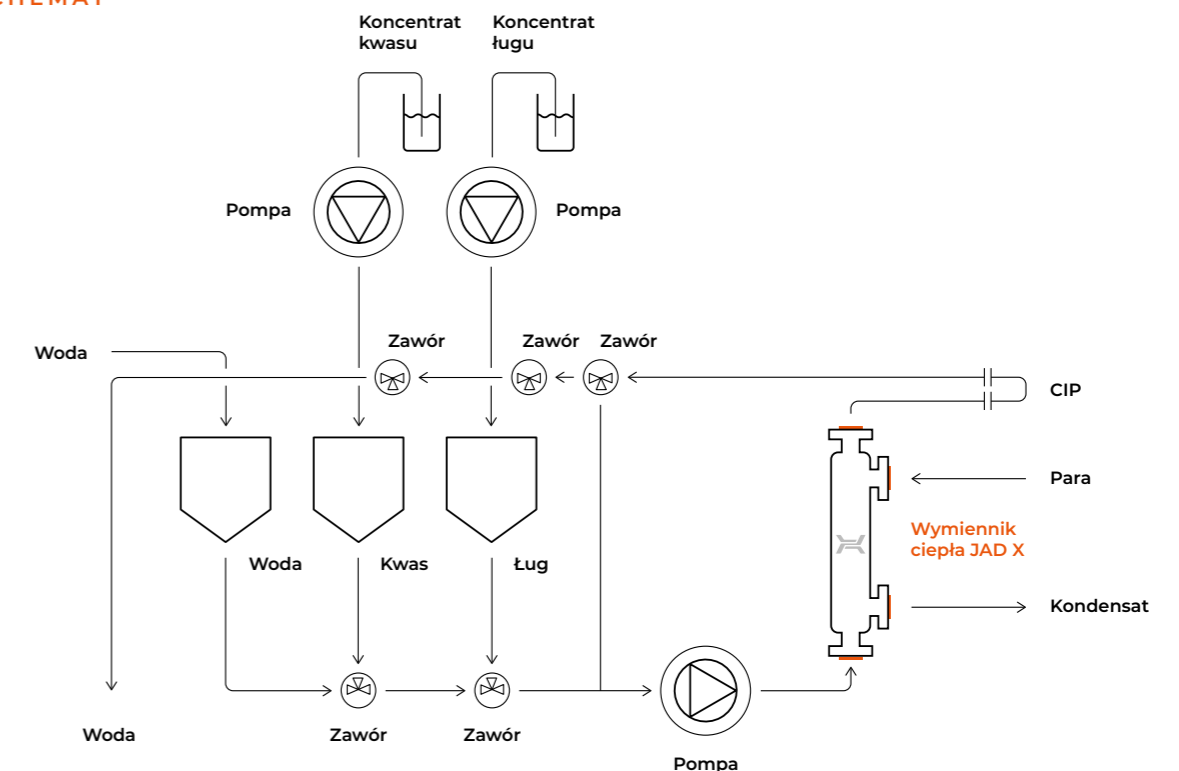 SCHEMAT
Koncentrat
kwasu
Koncentrat
ługu
Pompa
Pompa
Zawór
Zawór
Zawór
Woda
CIP
Para
Wymiennik
ciepła JAD X
Woda
Kwas
Ług
Kondensat
Woda
Zawór
Zawór
Pompa